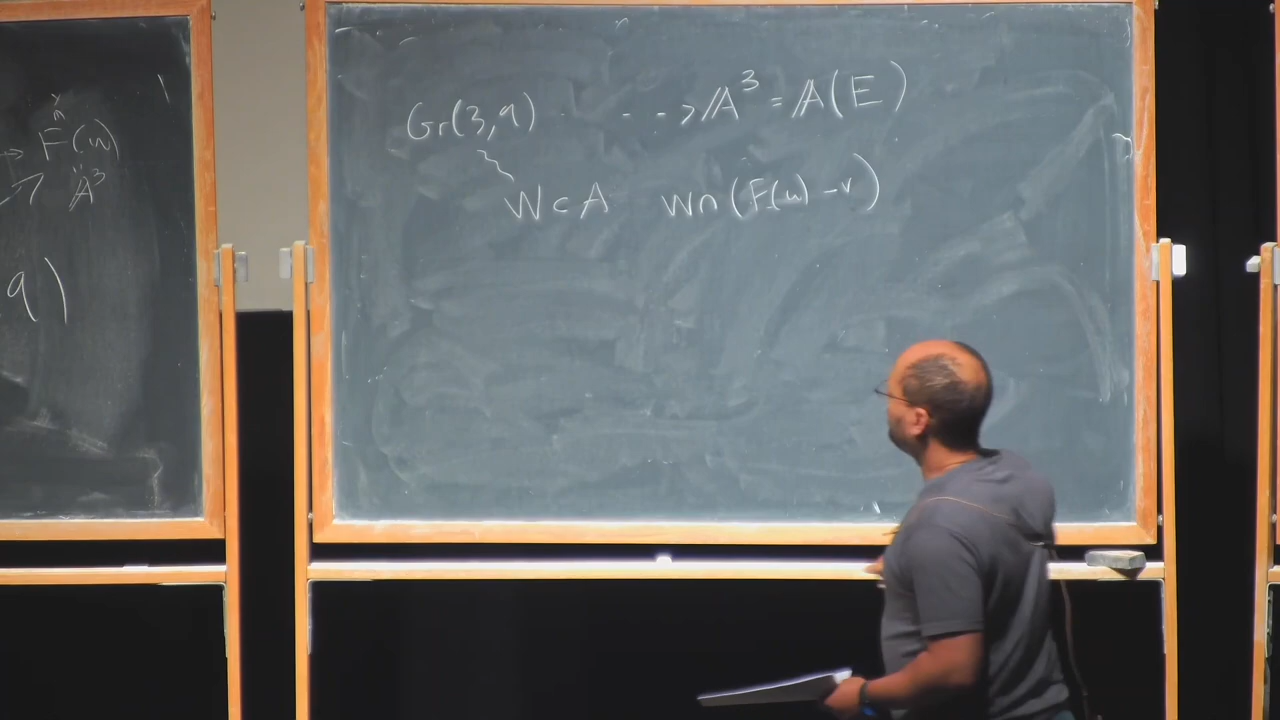 F(w)
𝔸³
9)
Gr(3,9) ---> 𝔸³ = 𝔸(E)
W ⊂ A W∩(F(w) - v)